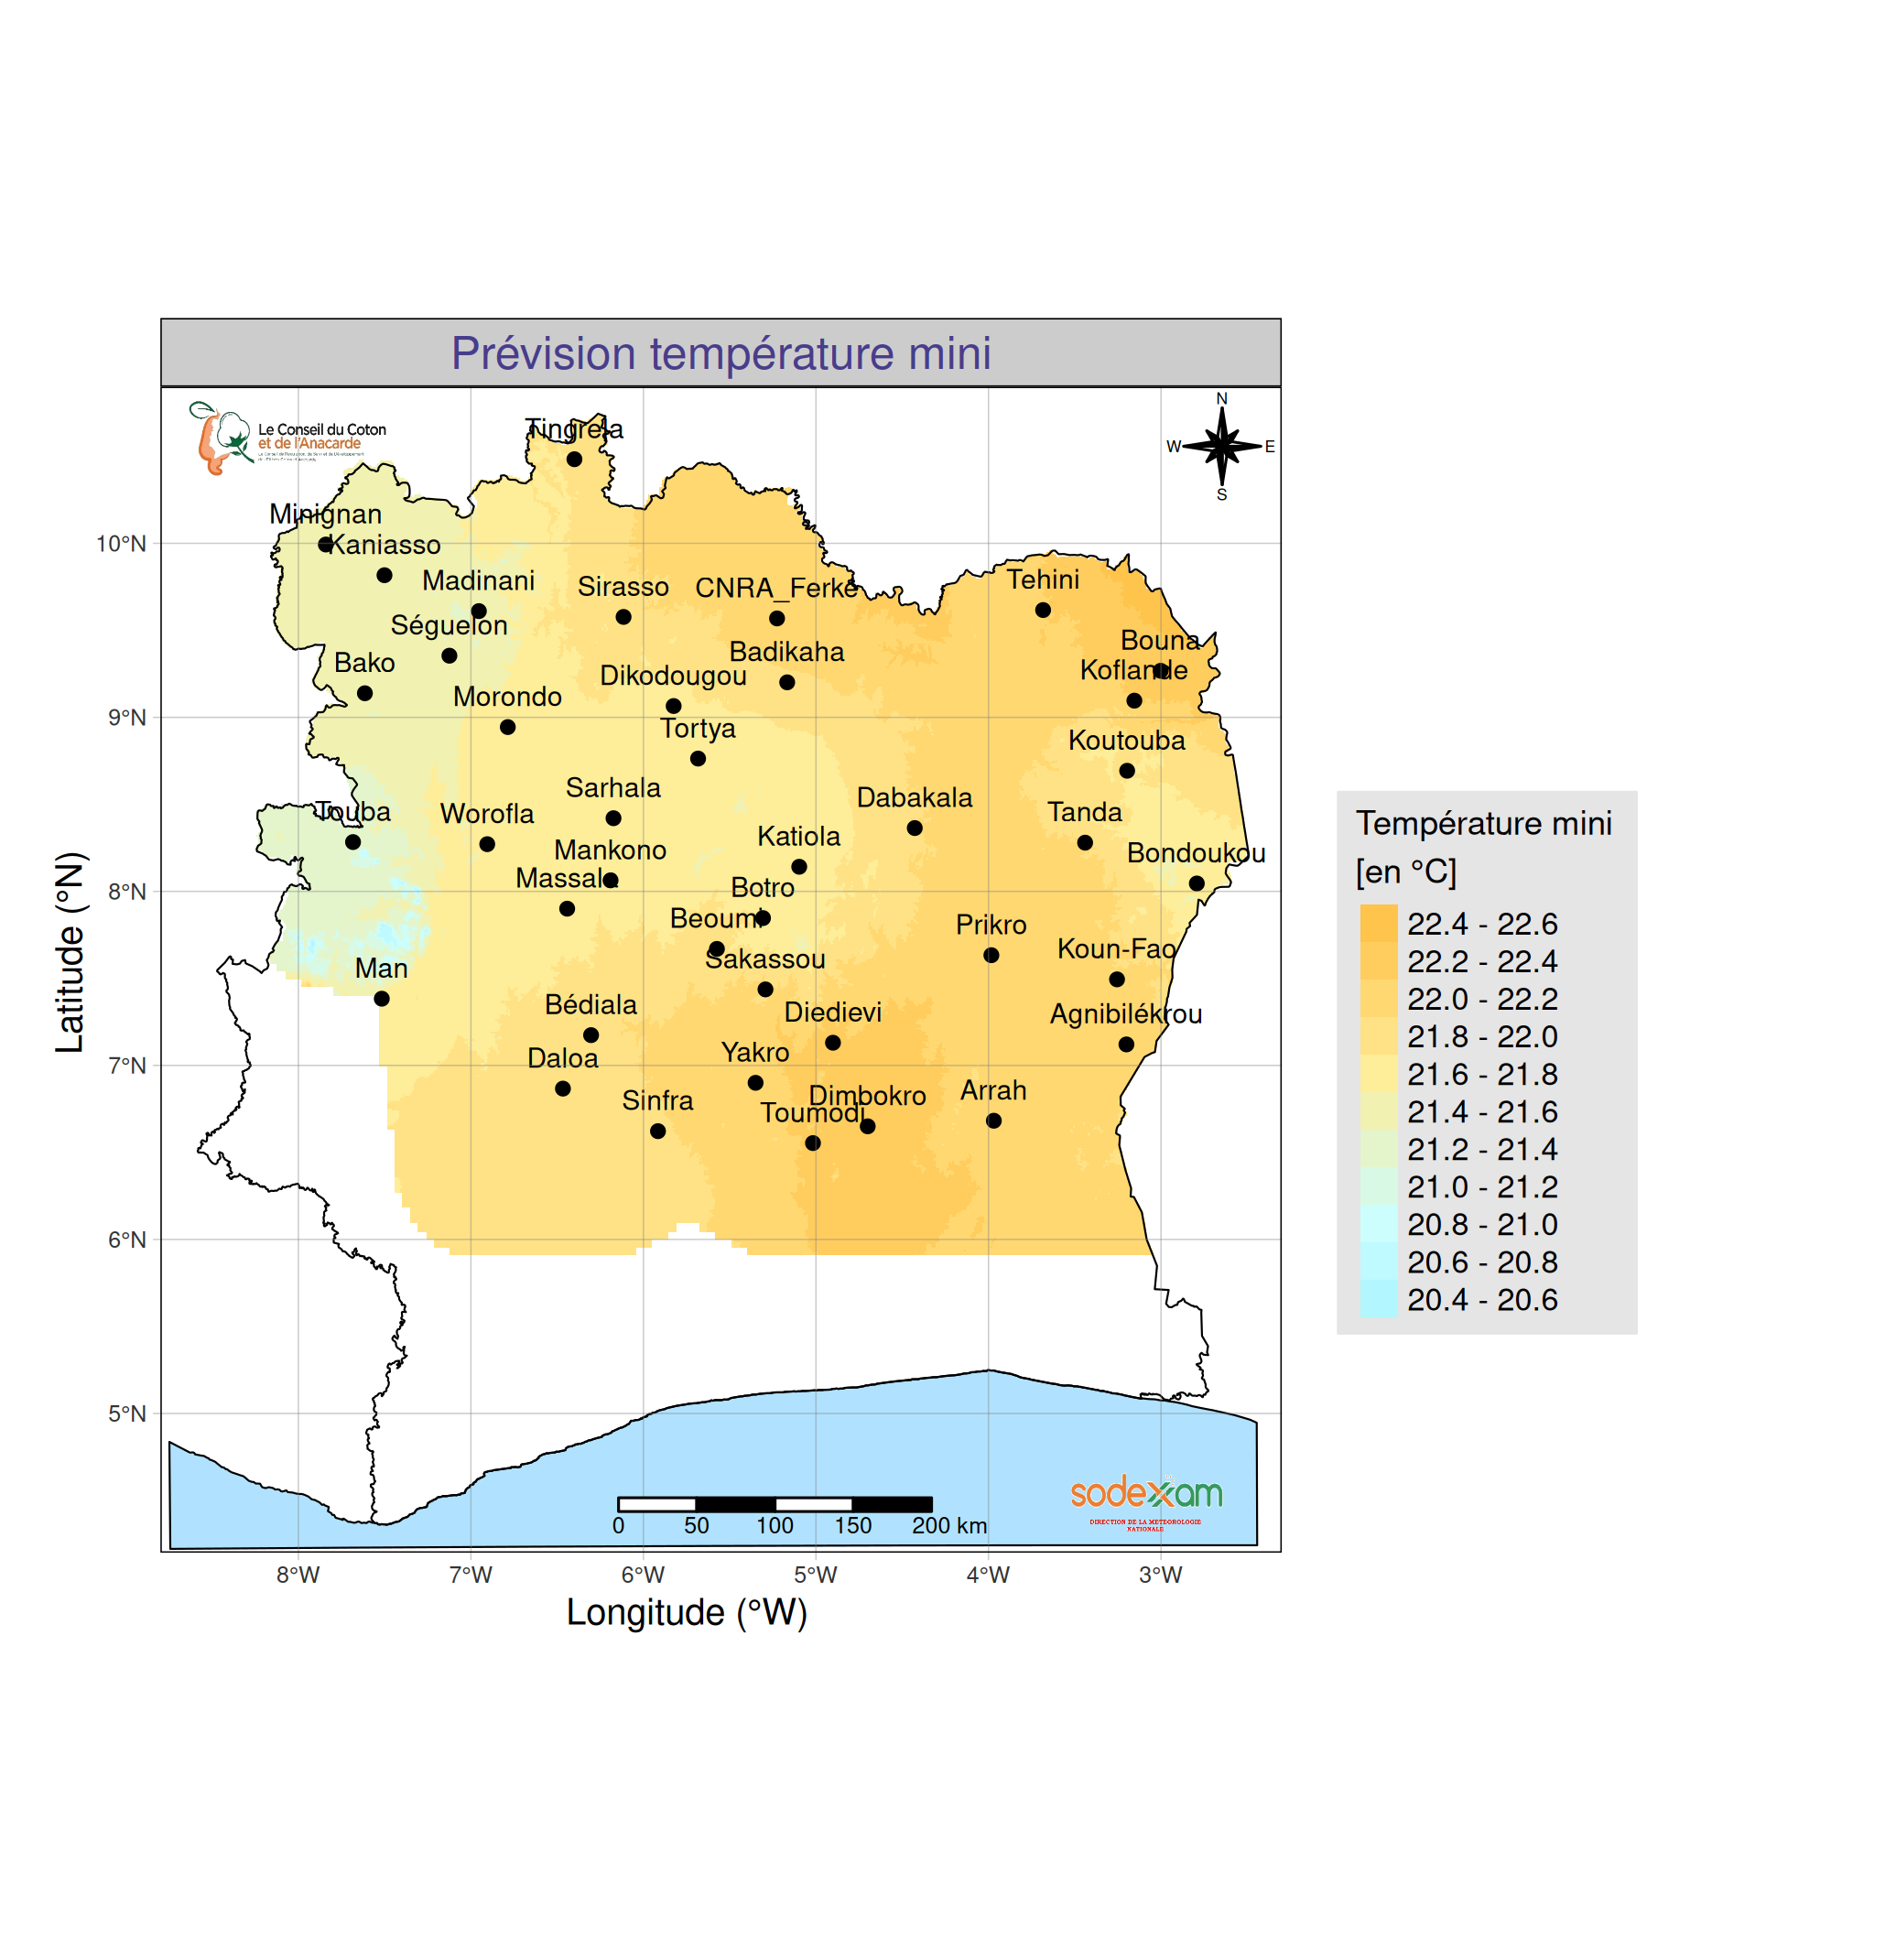 Prévision température mini
Le Conseil du Coton
et de l'Anacarde
N
W
E
S
Tingrela
Minignan
Kaniasso
Madinani
Séguelon
Bako
Sirasso
CNRA_Ferké
Tehini
Badikaha
Bouna
Koflande
Dikodougou
Morondo
Tortya
Koutouba
Sarhala
Dabakala
Touba
Worofla
Tanda
Katiola
Mankono
Bondoukou
Massala
Botro
Beoumi
Prikro
Koun-Fao
Sakassou
Man
Bédiala
Diedievi
Agnibilékrou
Daloa
Yakro
Sinfra
Dimbokro
Arrah
Toumodi
10°N
9°N
8°N
7°N
6°N
5°N
Latitude (°N)
8°W
7°W
6°W
5°W
4°W
3°W
Longitude (°W)
0
50
100
150
200 km
sodexam
DIRECTION DE LA METEOROLOGIE
NATIONALE
Température mini
[en °C]
22.4 - 22.6
22.2 - 22.4
22.0 - 22.2
21.8 - 22.0
21.6 - 21.8
21.4 - 21.6
21.2 - 21.4
21.0 - 21.2
20.8 - 21.0
20.6 - 20.8
20.4 - 20.6